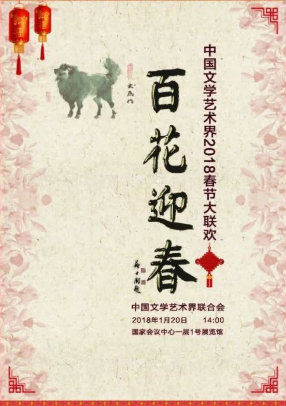 中国文学艺术界2018春节大联欢
百花迎春
中国文学艺术界联合会
2018年1月20日 14:00
国家会议中心一层1号展览馆